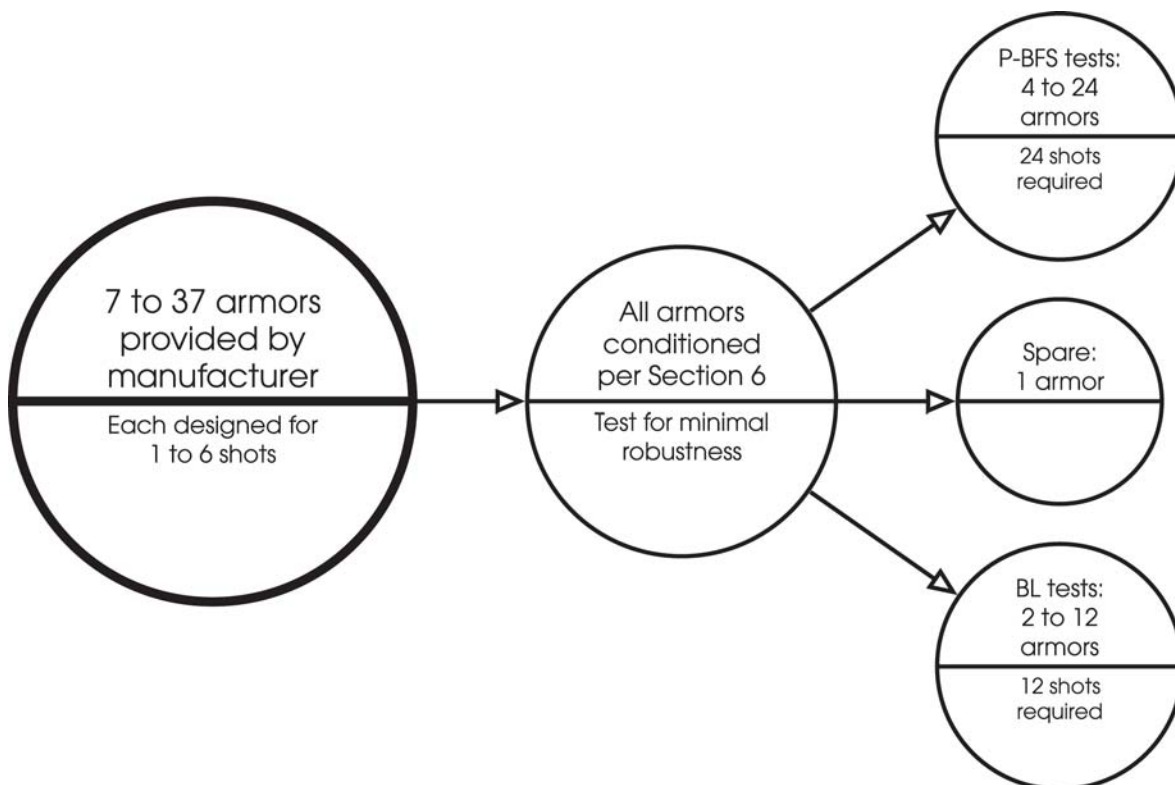 7 to 37 armors
provided by
manufacturer
Each designed for
1 to 6 shots
All armors
conditioned
per Section 6
Test for minimal
robustness
P-BFS tests:
4 to 24
armors
24 shots
required
Spare:
1 armor
BL tests:
2 to 12
armors
12 shots
required